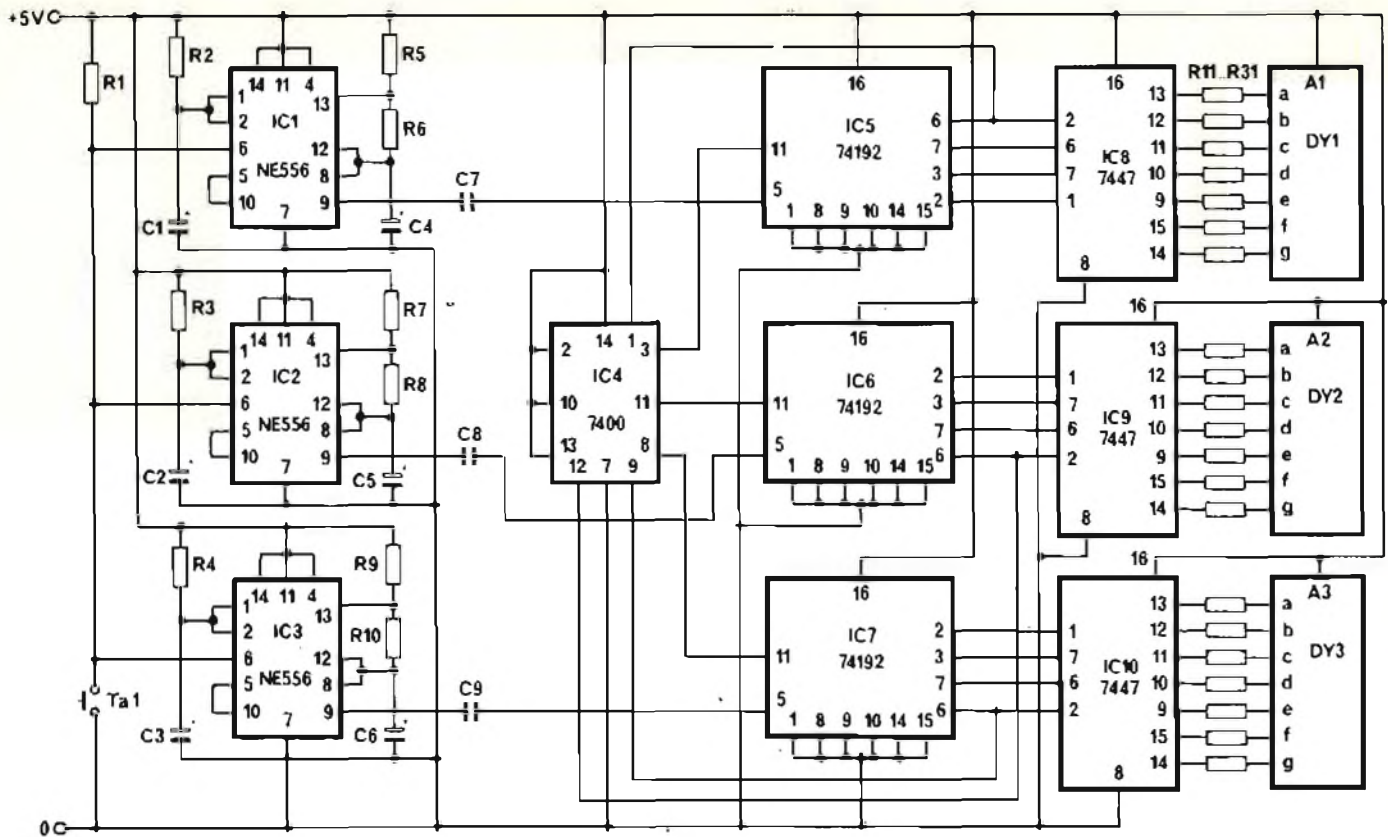 +5V
R1
R2
14 11 4
1
2
6
5
10
13
12
8
9
7
IC1
NE556
R5
R6
C1
C4
C7
R3
14 11 4
1
2
6
5
10
13
12
8
9
7
IC2
NE556
R7
R8
C2
C5
C8
R4
14 11 4
1
2
6
5
10
13
12
8
9
7
IC3
NE556
R9
R10
C3
C6
C9
Ta1
0
14 1
2
3
10
11
13
8
12 7 9
IC4
7400
16
IC5
74192
11
5
6
7
3
2
1 8 9 10 14 15
16
IC6
74192
11
5
2
3
7
6
1 8 9 10 14 15
16
IC7
74192
11
5
2
3
7
6
1 8 9 10 14 15
16
2
6
7
1
IC8
7447
8
13
12
11
10
9
15
14
R11...R31
A1
a
b
c
d
e
f
g
DY1
16
1
7
6
2
IC9
7447
8
13
12
11
10
9
15
14
A2
a
b
c
d
e
f
g
DY2
16
1
7
6
2
IC10
7447
8
13
12
11
10
9
15
14
A3
a
b
c
d
e
f
g
DY3